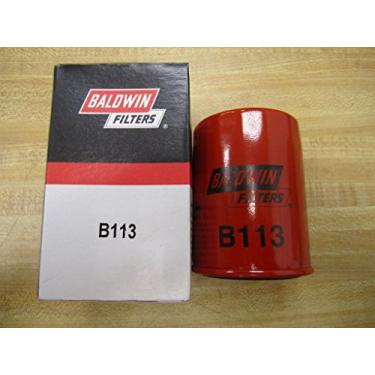 BALDWIN
FILTERS
®
B113
BALDWIN
FILTERS
B113